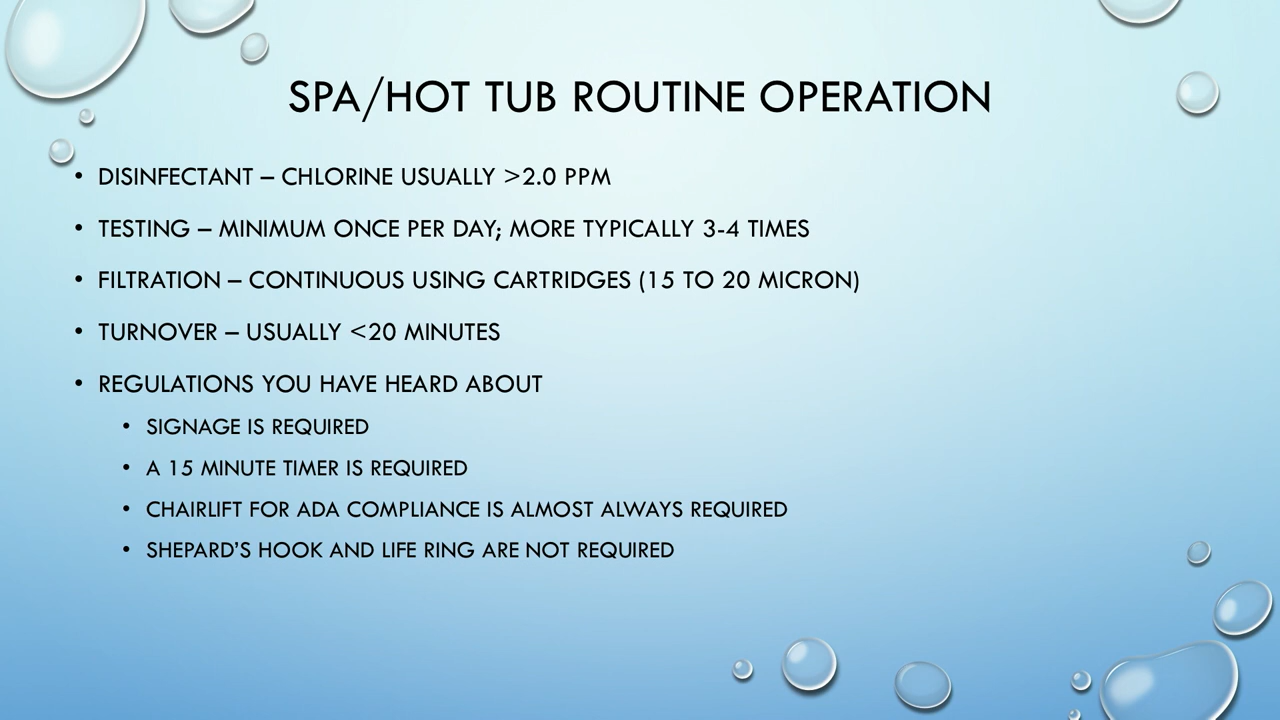 SPA/HOT TUB ROUTINE OPERATION
• DISINFECTANT – CHLORINE USUALLY >2.0 PPM
• TESTING – MINIMUM ONCE PER DAY; MORE TYPICALLY 3-4 TIMES
• FILTRATION – CONTINUOUS USING CARTRIDGES (15 TO 20 MICRON)
• TURNOVER – USUALLY <20 MINUTES
• REGULATIONS YOU HAVE HEARD ABOUT
• SIGNAGE IS REQUIRED
• A 15 MINUTE TIMER IS REQUIRED
• CHAIRLIFT FOR ADA COMPLIANCE IS ALMOST ALWAYS REQUIRED
• SHEPARD’S HOOK AND LIFE RING ARE NOT REQUIRED